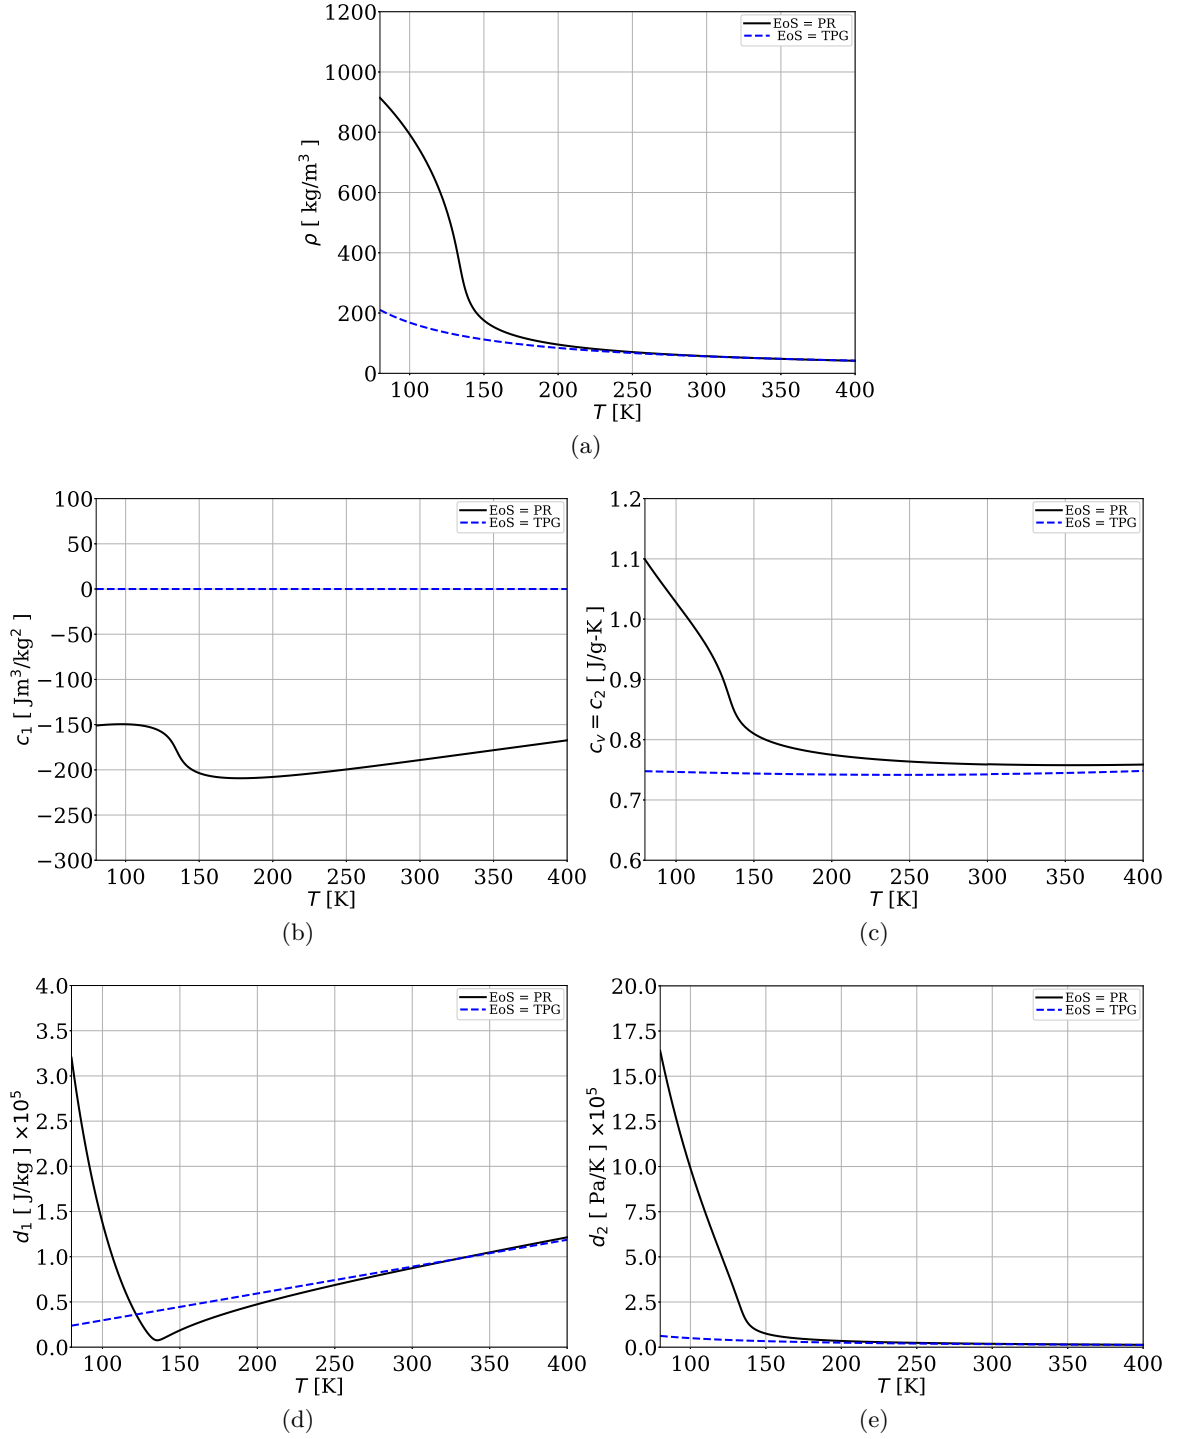 1200
1000
800
600
400
200
0
ρ [ kg/m³ ]
EoS = PR
EoS = TPG
100 150 200 250 300 350 400
T [K]
(a)
100
50
0
−50
−100
−150
−200
−250
−300
c₁ [ Jm³/kg² ]
EoS = PR
EoS = TPG
100 150 200 250 300 350 400
T [K]
(b)
1.2
1.1
1.0
0.9
0.8
0.7
0.6
cᵥ = c₂ [ J/g-K ]
EoS = PR
EoS = TPG
100 150 200 250 300 350 400
T [K]
(c)
4.0
3.5
3.0
2.5
2.0
1.5
1.0
0.5
0.0
d₁ [ J/kg ] ×10⁵
EoS = PR
EoS = TPG
100 150 200 250 300 350 400
T [K]
(d)
20.0
17.5
15.0
12.5
10.0
7.5
5.0
2.5
0.0
d₂ [ Pa/K ] ×10⁵
EoS = PR
EoS = TPG
100 150 200 250 300 350 400
T [K]
(e)